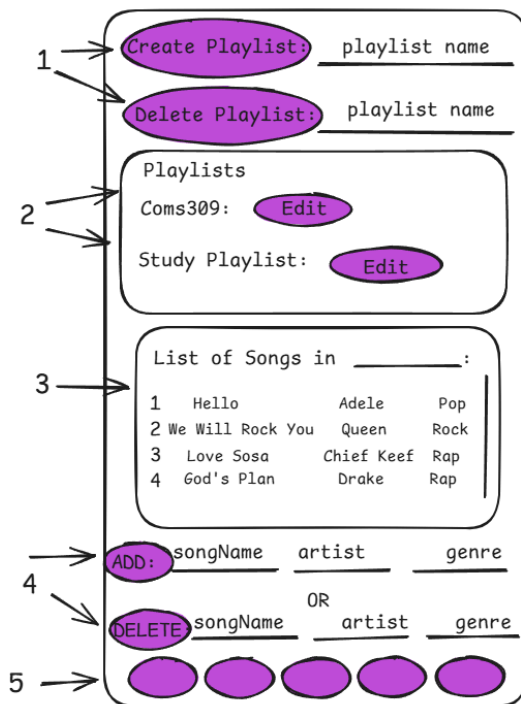 1
Create Playlist: playlist name
Delete Playlist: playlist name
2
Playlists
Coms309: Edit
Study Playlist: Edit
3
List of Songs in ________:
1 Hello Adele Pop
2 We Will Rock You Queen Rock
3 Love Sosa Chief Keef Rap
4 God's Plan Drake Rap
4
ADD: songName artist genre
OR
DELETE songName artist genre
5